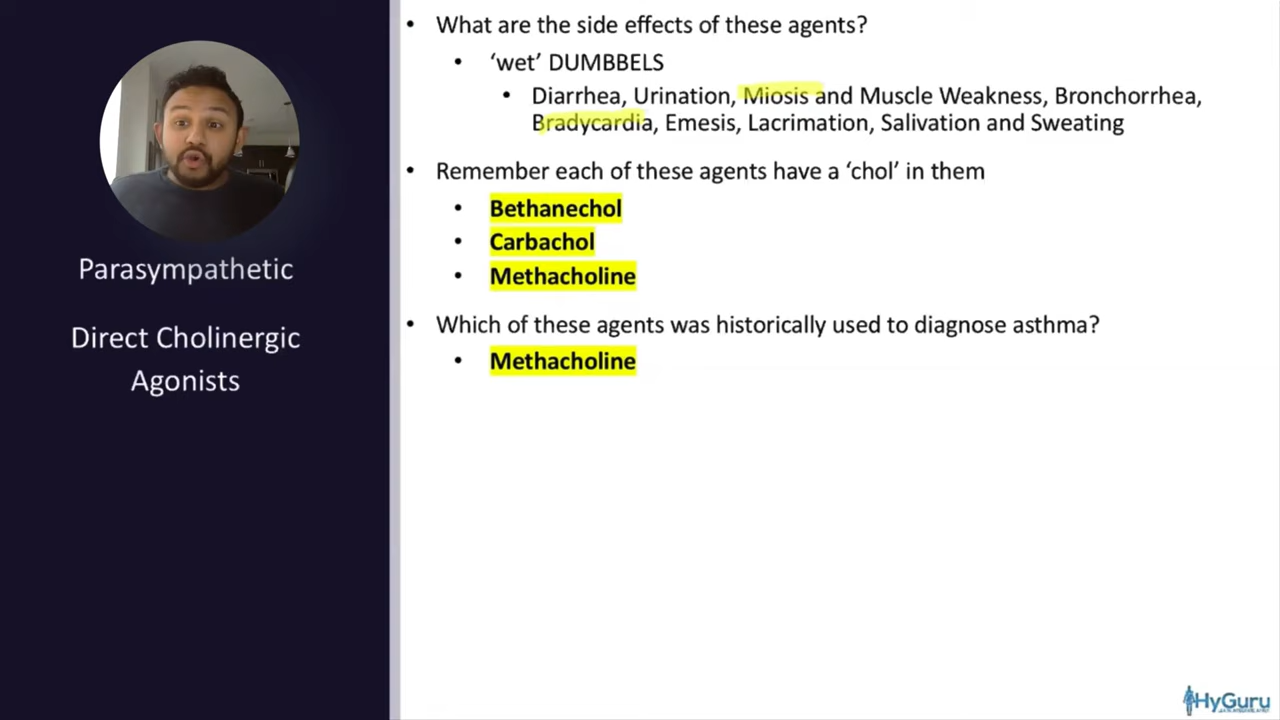 • What are the side effects of these agents?
• ‘wet’ DUMBBELS
• Diarrhea, Urination, Miosis and Muscle Weakness, Bronchorrhea,
Bradycardia, Emesis, Lacrimation, Salivation and Sweating
• Remember each of these agents have a ‘chol’ in them
• Bethanechol
• Carbachol
• Methacholine
• Which of these agents was historically used to diagnose asthma?
• Methacholine
Parasympathetic
Direct Cholinergic
Agonists
HyGuru